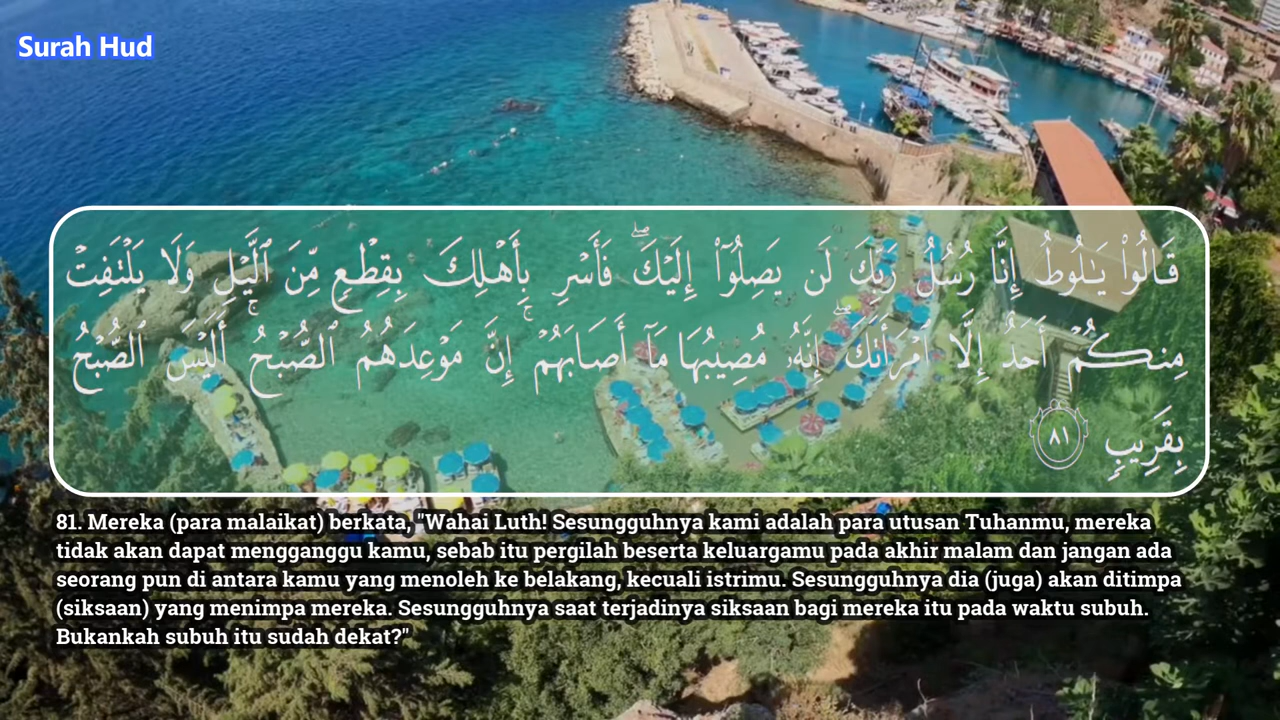 Surah Hud
قَالُوا۟ يَـٰلُوطُ إِنَّا رُسُلُ رَبِّكَ لَن يَصِلُوٓا۟ إِلَيْكَ ۖ فَأَسْرِ بِأَهْلِكَ بِقِطْعٍ مِّنَ ٱلَّيْلِ وَلَا يَلْتَفِتْ
مِنكُمْ أَحَدٌ إِلَّا ٱمْرَأَتَكَ ۖ إِنَّهُۥ مُصِيبُهَا مَآ أَصَابَهُمْ ۚ إِنَّ مَوْعِدَهُمُ ٱلصُّبْحُ ۚ أَلَيْسَ ٱلصُّبْحُ
بِقَرِيبٍ ٨١
81. Mereka (para malaikat) berkata, "Wahai Luth! Sesungguhnya kami adalah para utusan Tuhanmu, mereka
tidak akan dapat mengganggu kamu, sebab itu pergilah beserta keluargamu pada akhir malam dan jangan ada
seorang pun di antara kamu yang menoleh ke belakang, kecuali istrimu. Sesungguhnya dia (juga) akan ditimpa
(siksaan) yang menimpa mereka. Sesungguhnya saat terjadinya siksaan bagi mereka itu pada waktu subuh.
Bukankah subuh itu sudah dekat?"